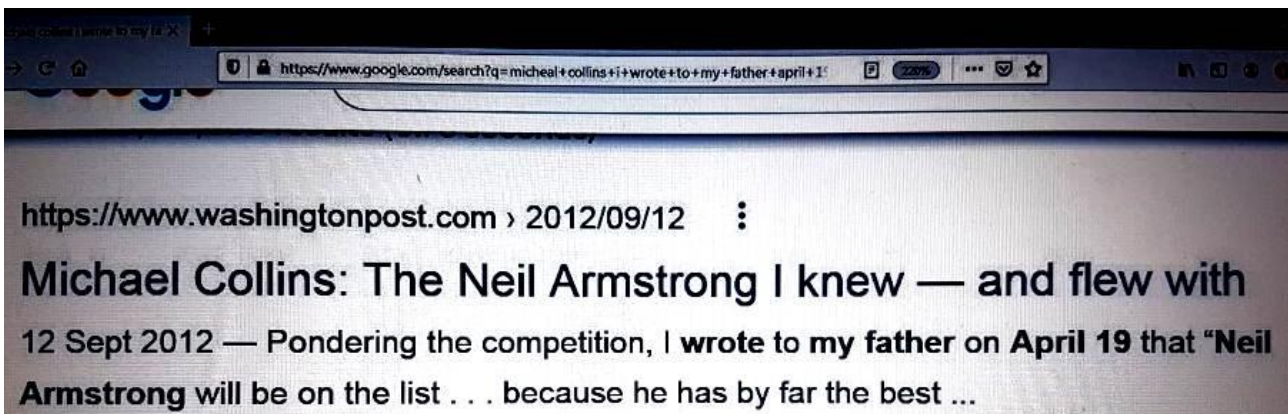 https://www.google.com/search?q=micheal+collins+i+wrote+to+my+father+april+1 220%
Google
https://www.washingtonpost.com › 2012/09/12
Michael Collins: The Neil Armstrong I knew — and flew with
12 Sept 2012 — Pondering the competition, I wrote to my father on April 19 that “Neil
Armstrong will be on the list . . . because he has by far the best ...